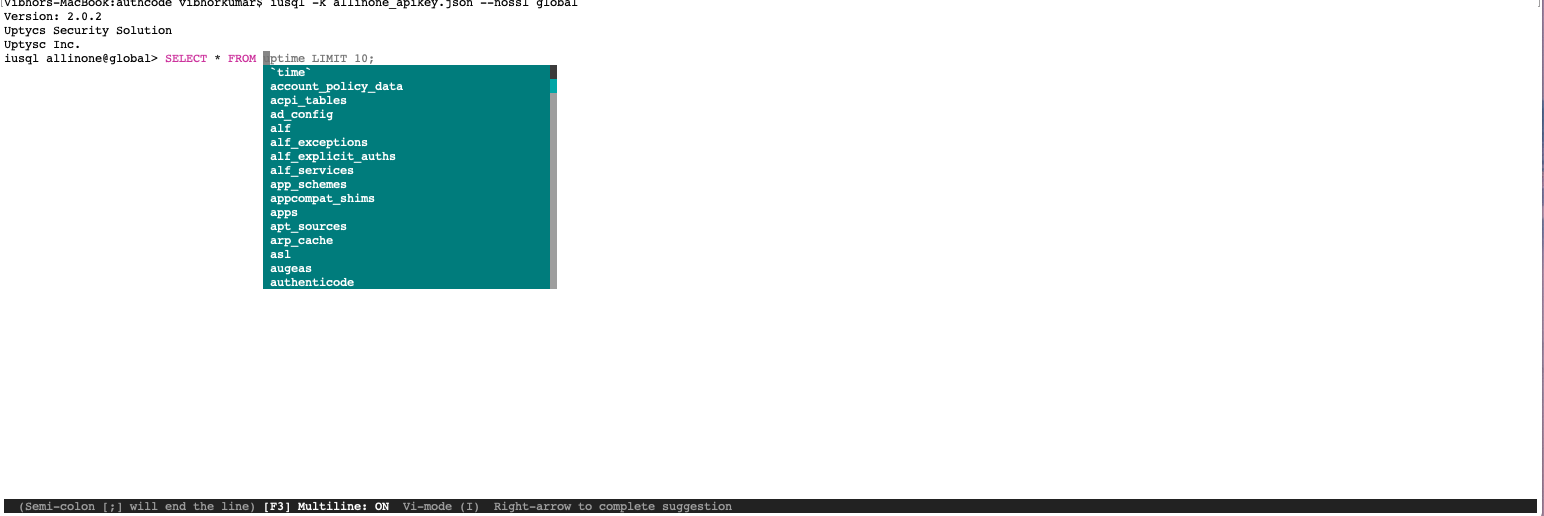 Vibhors-MacBook:authcode vibhorkumar$ iusql -k allinone_apikey.json --nossl global
Version: 2.0.2
Uptycs Security Solution
Uptysc Inc.
iusql allinone@global> SELECT * FROM uptime LIMIT 10;
`time`
account_policy_data
acpi_tables
ad_config
alf
alf_exceptions
alf_explicit_auths
alf_services
app_schemes
appcompat_shims
apps
apt_sources
arp_cache
asl
augeas
authenticode
(Semi-colon [;] will end the line) [F3] Multiline: ON Vi-mode (I) Right-arrow to complete suggestion